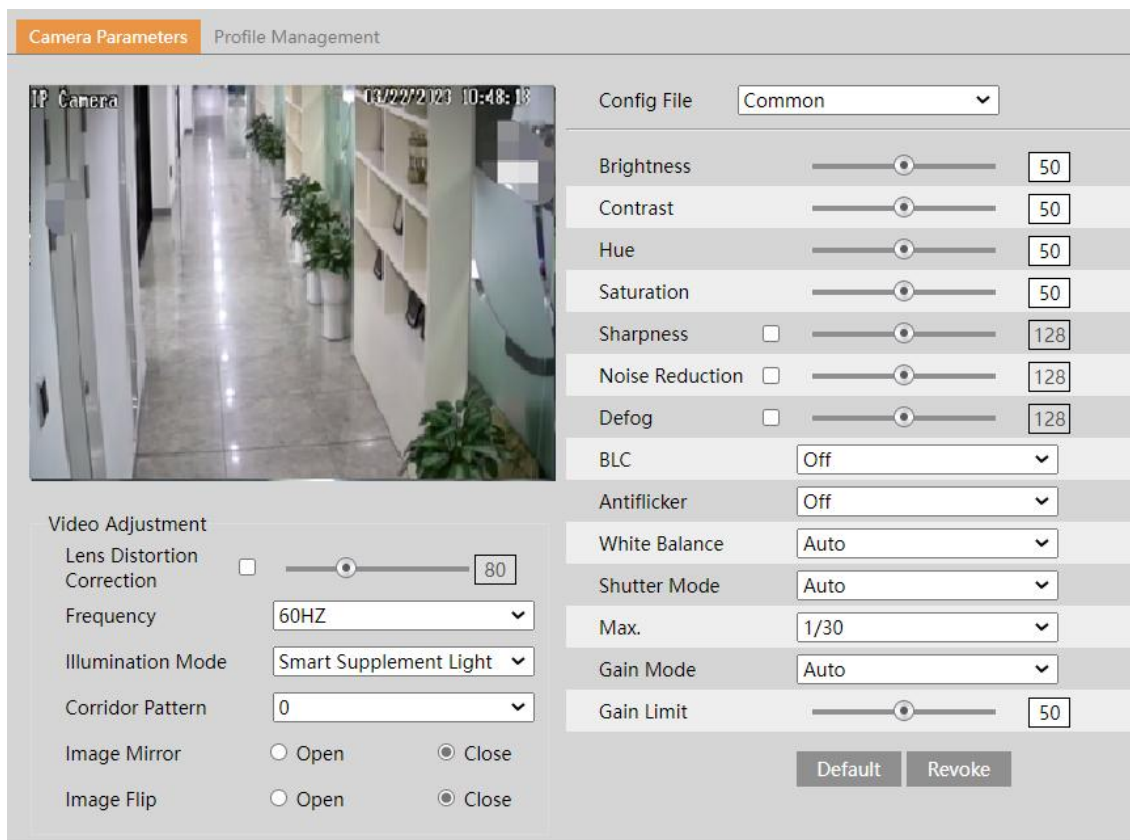 Camera Parameters Profile Management
IP Camera 03/22/2023 10:48:13
Config File Common
Brightness 50
Contrast 50
Hue 50
Saturation 50
Sharpness 128
Noise Reduction 128
Defog 128
BLC Off
Antiflicker Off
White Balance Auto
Shutter Mode Auto
Max. 1/30
Gain Mode Auto
Gain Limit 50
Default Revoke
Video Adjustment
Lens Distortion
Correction 80
Frequency 60HZ
Illumination Mode Smart Supplement Light
Corridor Pattern 0
Image Mirror Open Close
Image Flip Open Close